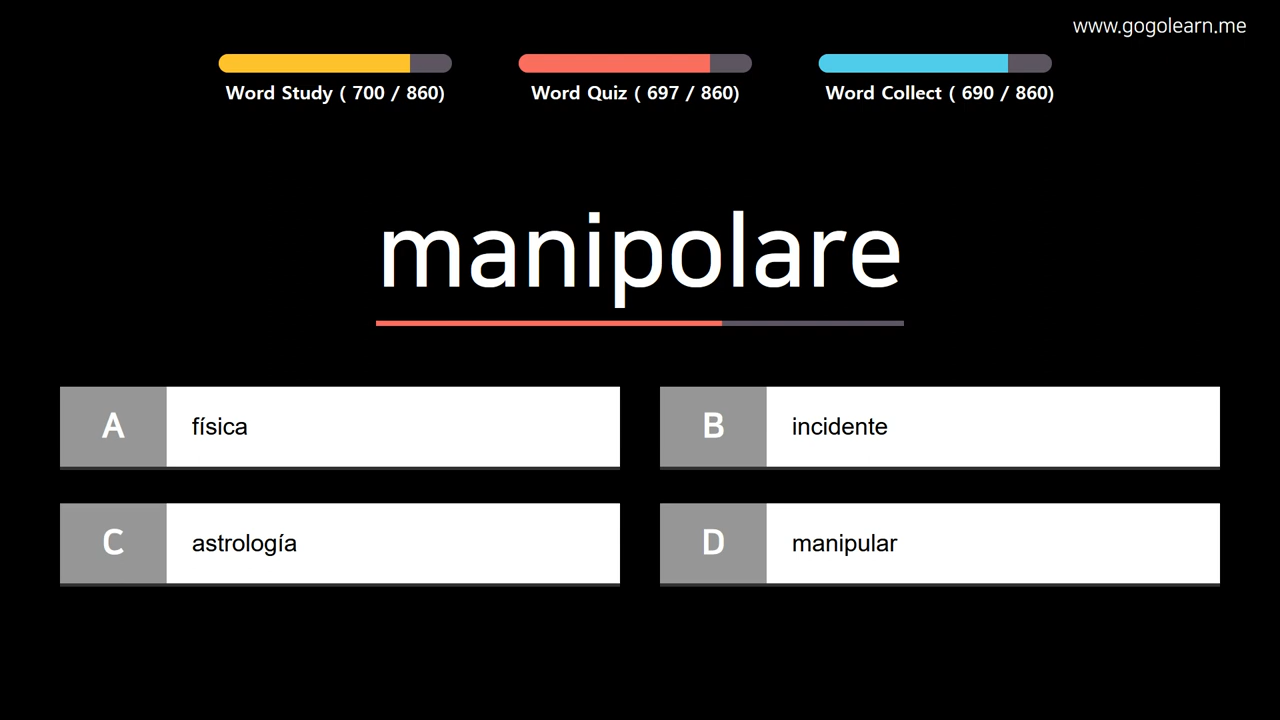 www.gogolearn.me
Word Study ( 700 / 860)
Word Quiz ( 697 / 860)
Word Collect ( 690 / 860)
manipolare
A física
B incidente
C astrología
D manipular